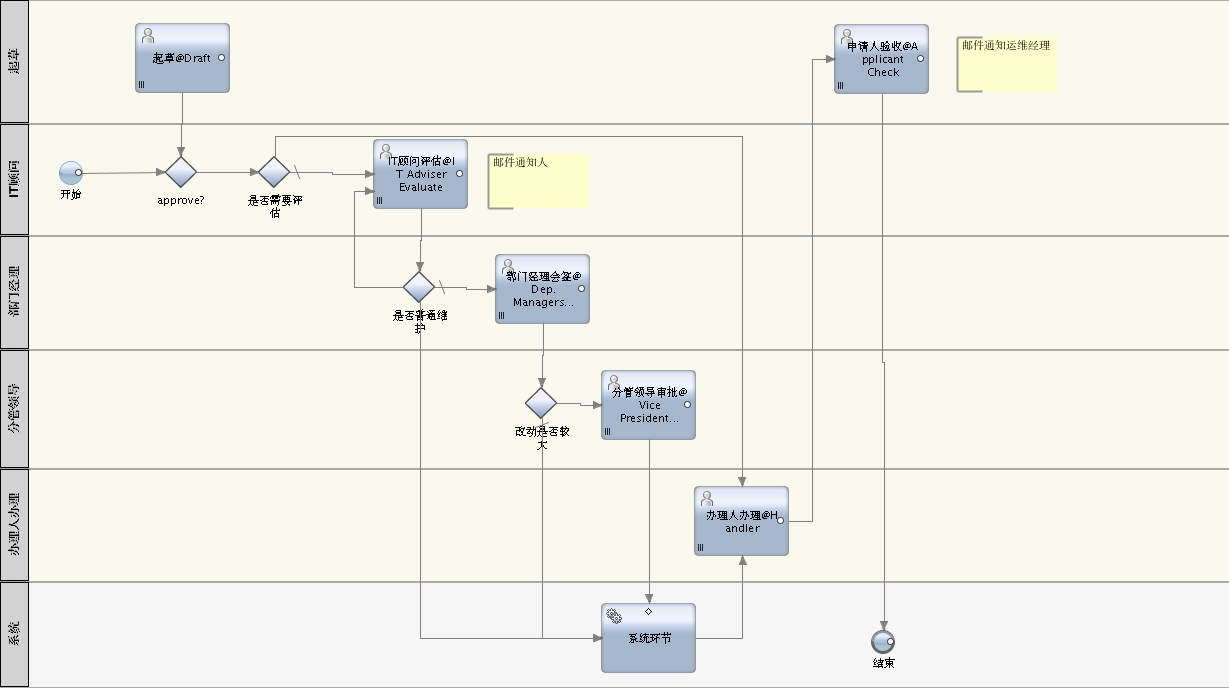 起草
起草@Draft
申请人验收@A
pplicant
Check
邮件通知运维经理
IT顾问
开始
approve?
是否需要评
估
IT顾问评估@I
T Adviser
Evaluate
邮件通知人
部门经理
是否普通维
护
部门经理会签@
Dep.
Managers...
分管领导
改动是否较
大
分管领导审批@
Vice
President...
办理人办理
办理人办理@H
andler
系统
系统环节
结束